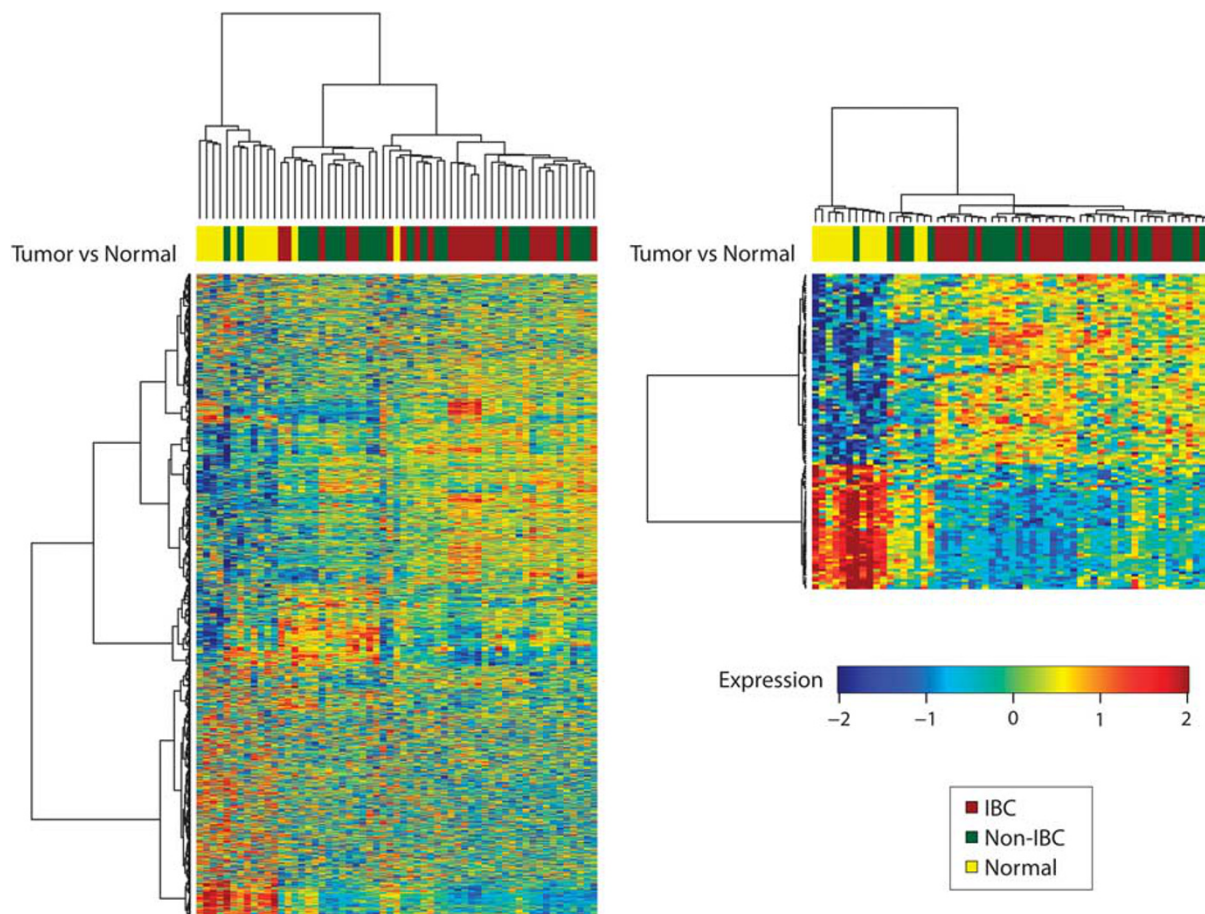 Tumor vs Normal
Tumor vs Normal
Expression
−2 −1 0 1 2
IBC
Non-IBC
Normal